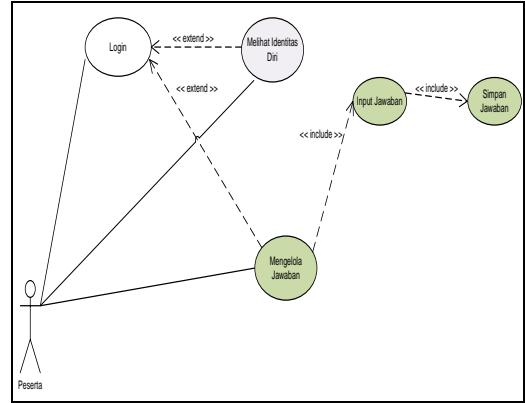 Login
<< extend >>
Melihat Identitas
Diri
<< extend >>
Input Jawaban
<< include >>
Simpan
Jawaban
<< include >>
Mengelola
Jawaban
Peserta